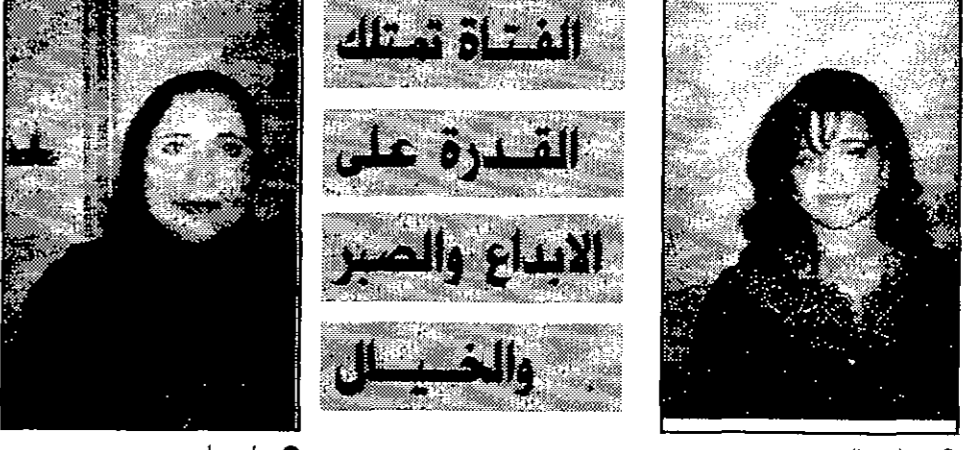 الفتاة تمتلك
القدرة على
الابداع والصبر
والخيال